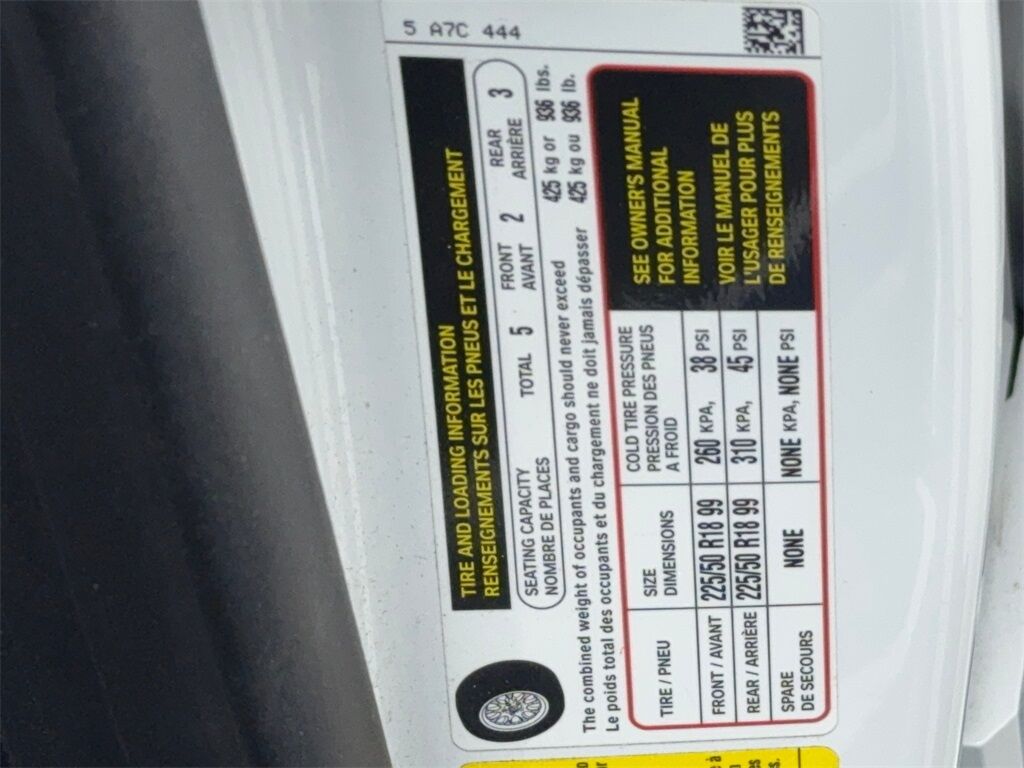 5 A7C 444
TIRE AND LOADING INFORMATION
RENSEIGNEMENTS SUR LES PNEUS ET LE CHARGEMENT
SEATING CAPACITY TOTAL 5 FRONT 2 REAR 3
NOMBRE DE PLACES AVANT ARRIÈRE
The combined weight of occupants and cargo should never exceed 425 kg or 936 lbs.
Le poids total des occupants et du chargement ne doit jamais dépasser 425 kg ou 936 lb.
TIRE / PNEU
SIZE
DIMENSIONS
COLD TIRE PRESSURE
PRESSION DES PNEUS
A FROID
FRONT / AVANT 225/50 R18 99 260 KPA, 38 PSI
REAR / ARRIÈRE 225/50 R18 99 310 KPA, 45 PSI
SPARE
DE SECOURS
NONE NONE KPA, NONE PSI
SEE OWNER'S MANUAL
FOR ADDITIONAL
INFORMATION
VOIR LE MANUEL DE
L'USAGER POUR PLUS
DE RENSEIGNEMENTS